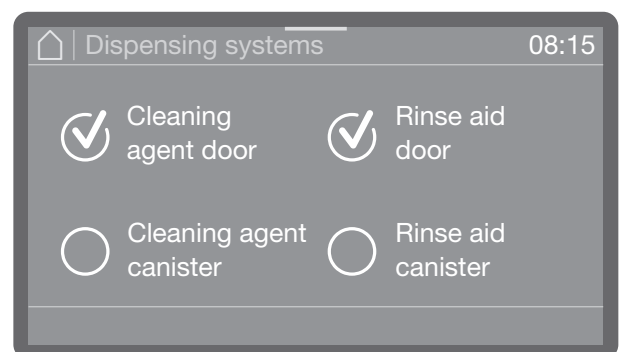 Dispensing systems
08:15
Cleaning
agent door
Rinse aid
door
Cleaning agent
canister
Rinse aid
canister